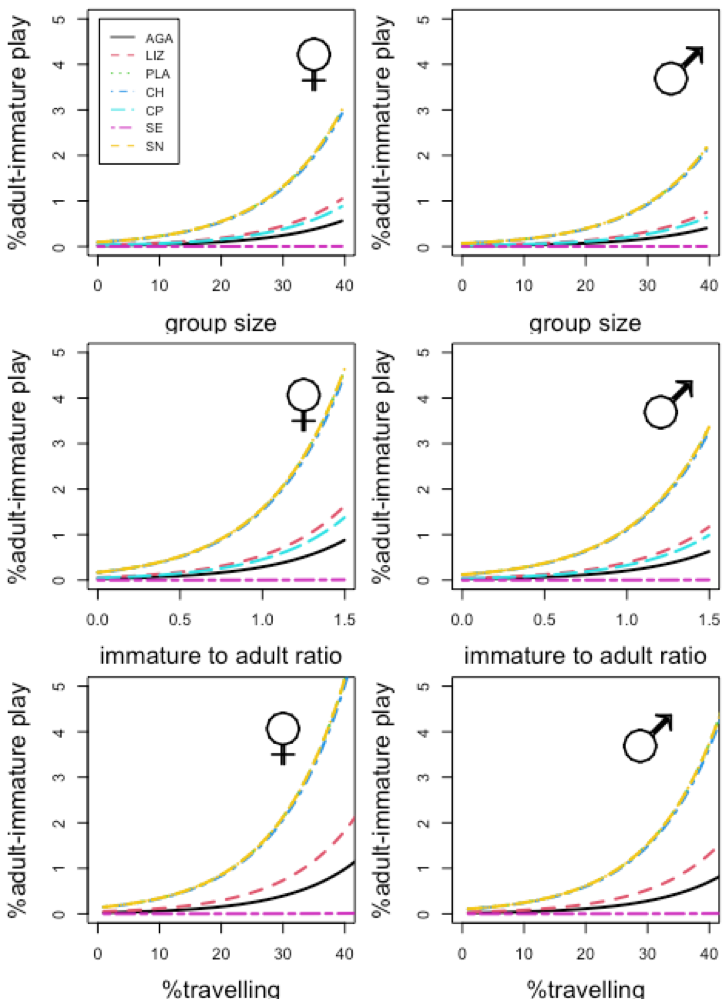 %adult-immature play
0 1 2 3 4 5
AGA
LIZ
PLA
CH
CP
SE
SN
♀
0 10 20 30 40
group size
%adult-immature play
0 1 2 3 4 5
♂
0 10 20 30 40
group size
%adult-immature play
0 1 2 3 4 5
♀
0.0 0.5 1.0 1.5
immature to adult ratio
%adult-immature play
0 1 2 3 4 5
♂
0.0 0.5 1.0 1.5
immature to adult ratio
%adult-immature play
0 1 2 3 4 5
♀
0 10 20 30 40
%travelling
%adult-immature play
0 1 2 3 4 5
♂
0 10 20 30 40
%travelling